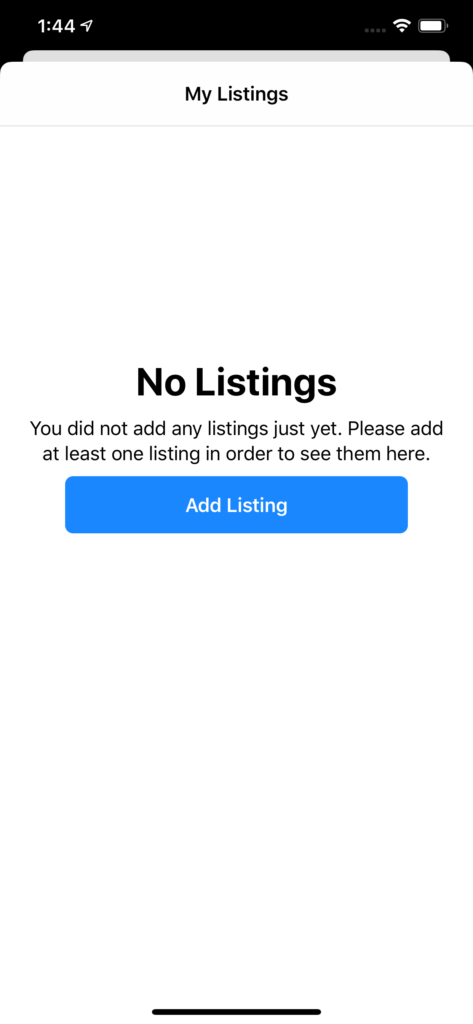 1:44
My Listings
No Listings
You did not add any listings just yet. Please add
at least one listing in order to see them here.
Add Listing